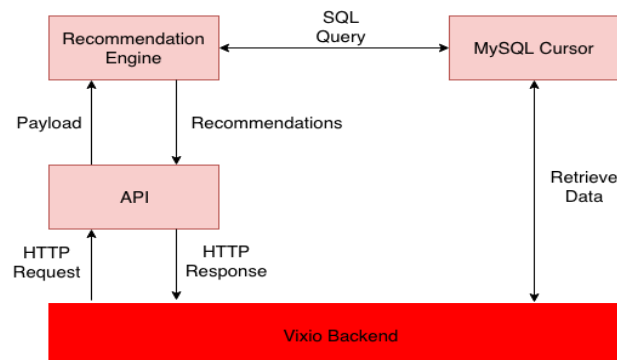 SQL
Query
Recommendation
Engine
MySQL Cursor
Payload
Recommendations
API
Retrieve
Data
HTTP
Request
HTTP
Response
Vixio Backend